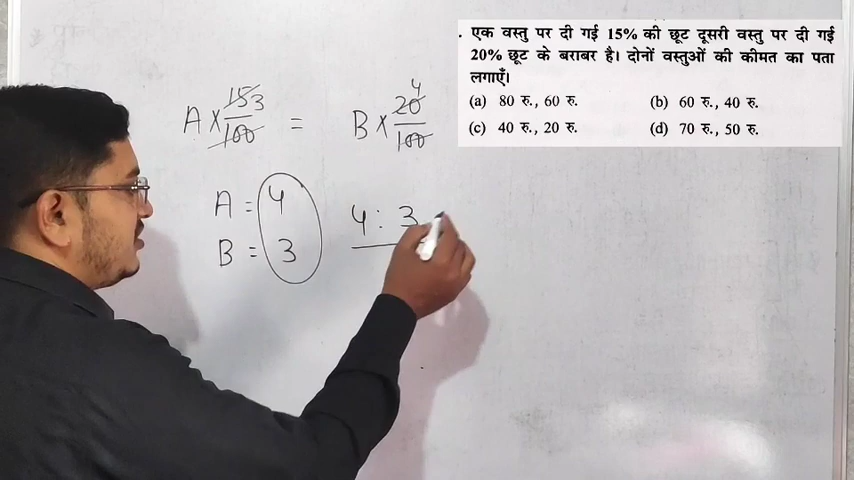 . एक वस्तु पर दी गई 15% की छूट दूसरी वस्तु पर दी गई
20% छूट के बराबर है। दोनों वस्तुओं की कीमत का पता
लगाएँ।
(a) 80 रु., 60 रु. (b) 60 रु., 40 रु.
(c) 40 रु., 20 रु. (d) 70 रु., 50 रु.
A × 15 3 / 100 = B × 20 4 / 100
A = 4
B = 3
4 : 3